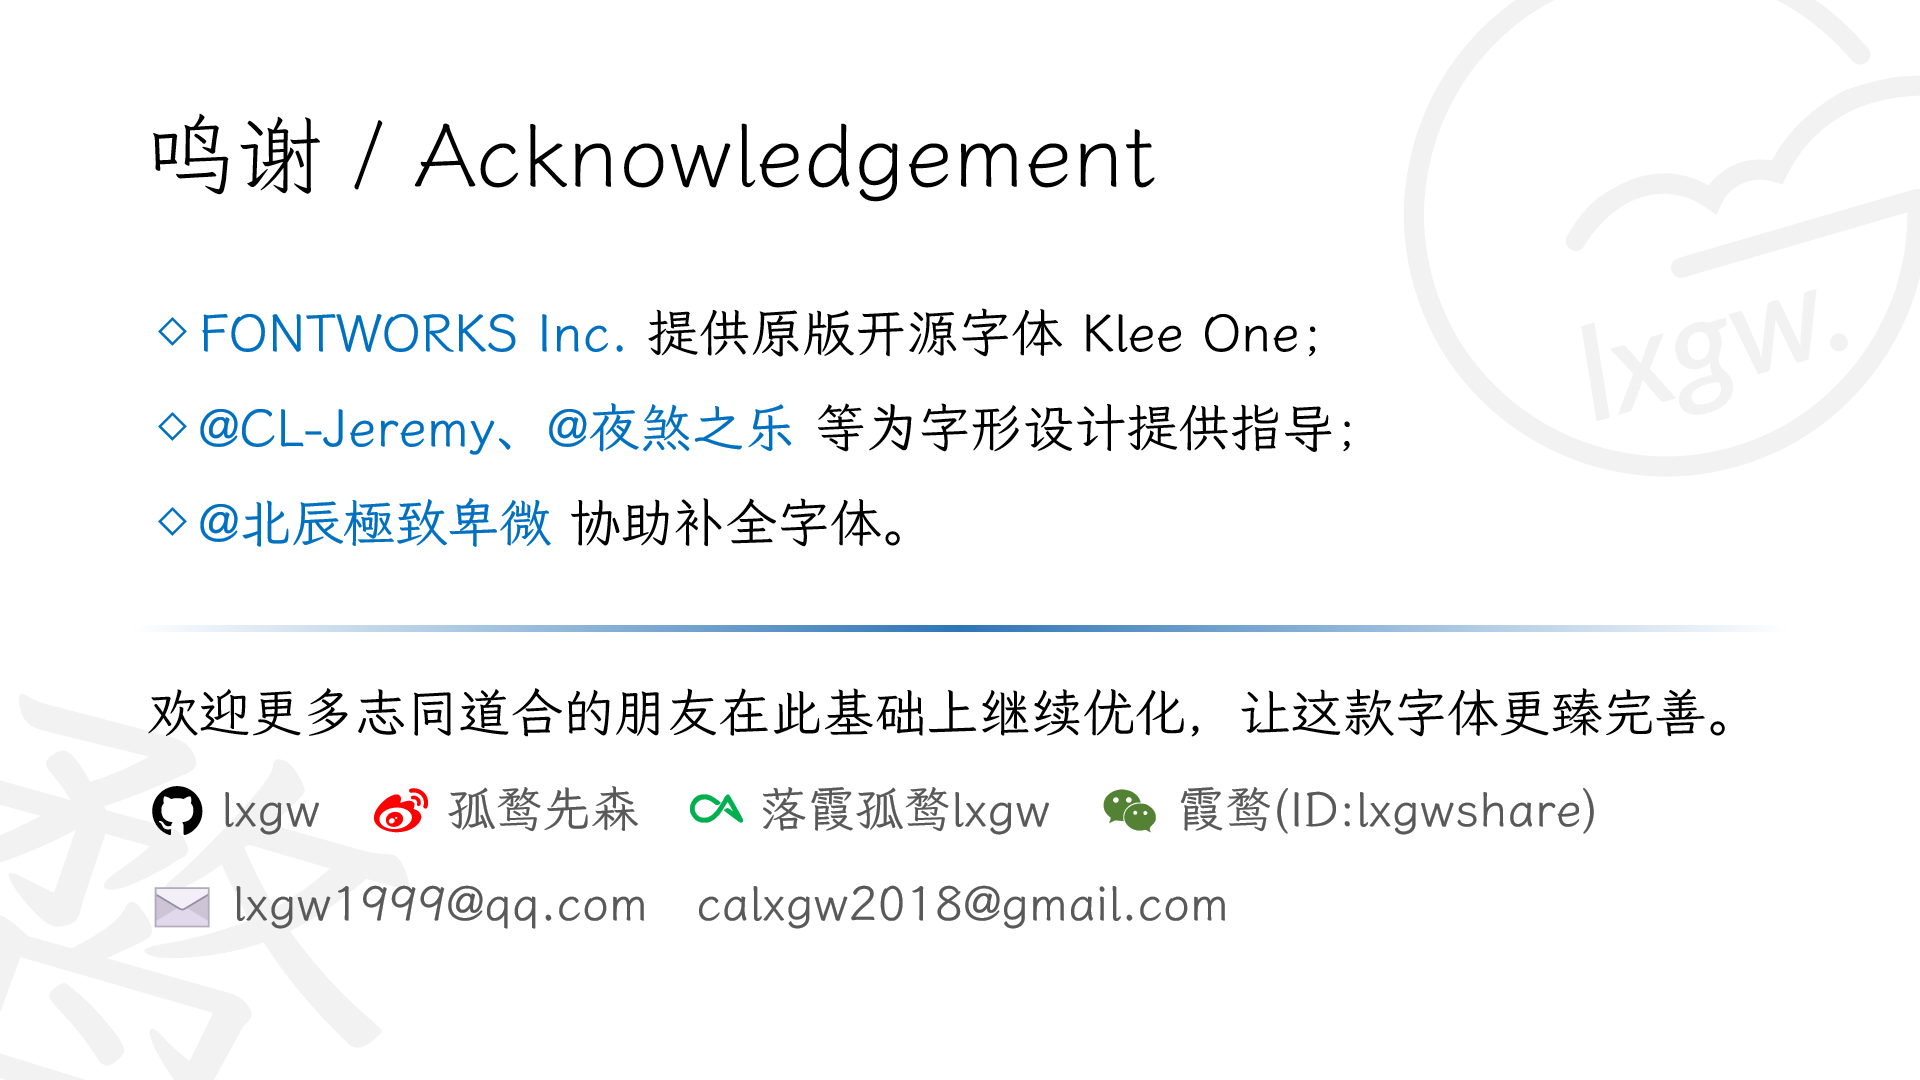 鸣谢 / Acknowledgement
lxgw.
◇FONTWORKS Inc. 提供原版开源字体 Klee One；
◇@CL-Jeremy、@夜煞之乐 等为字形设计提供指导；
◇@北辰極致卑微 协助补全字体。
欢迎更多志同道合的朋友在此基础上继续优化，让这款字体更臻完善。
lxgw 孤鹜先森 落霞孤鹜lxgw 霞鹜(ID:lxgwshare)
lxgw1999@qq.com calxgw2018@gmail.com